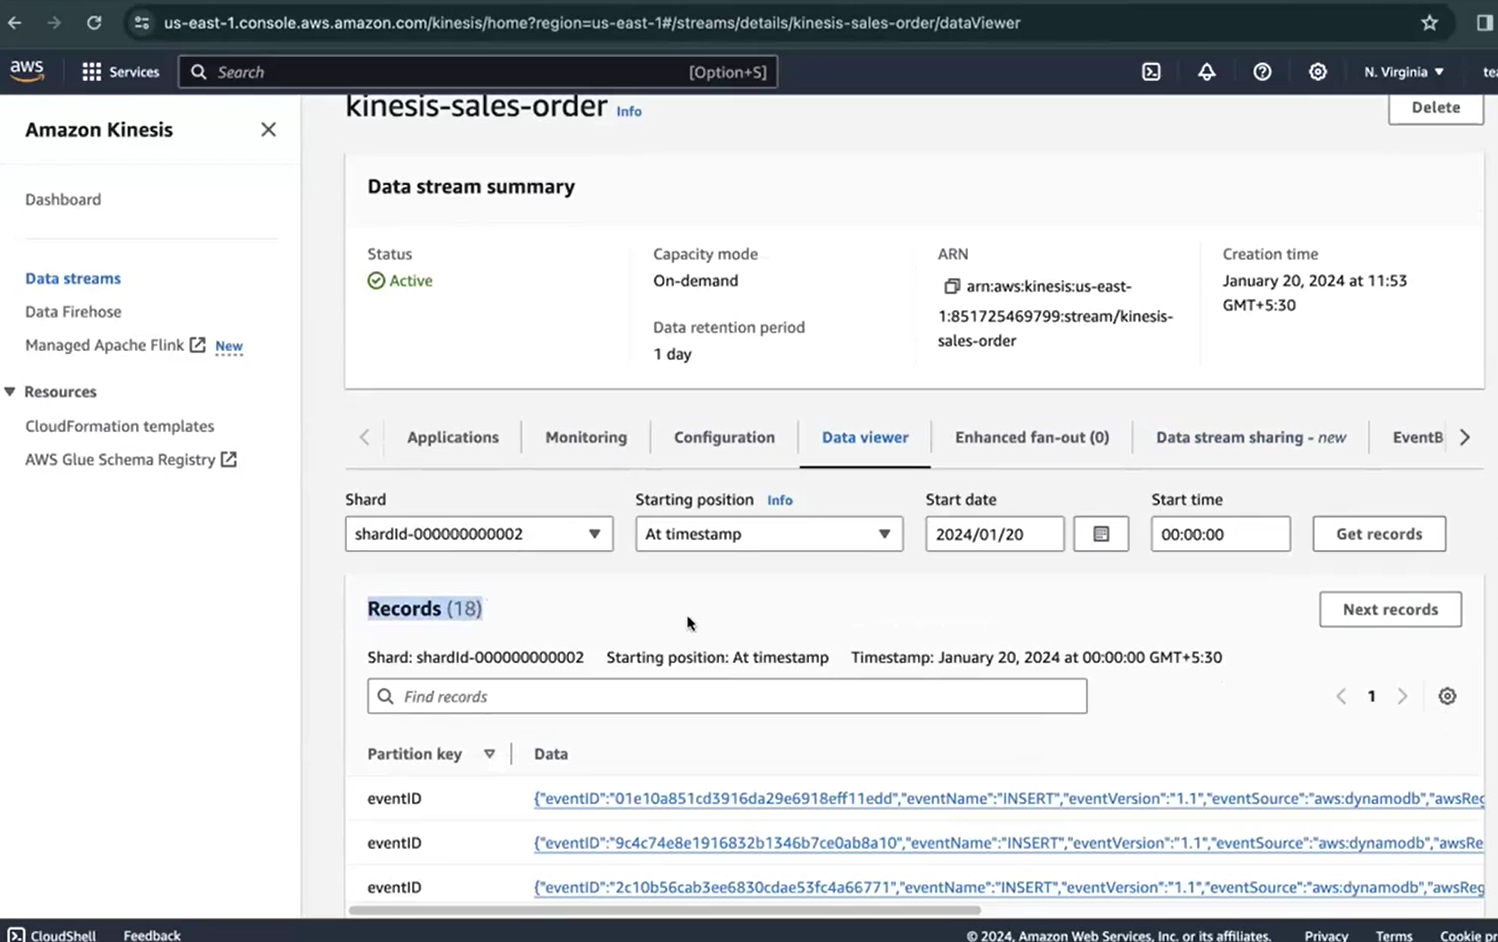 us-east-1.console.aws.amazon.com/kinesis/home?region=us-east-1#/streams/details/kinesis-sales-order/dataViewer
aws
Services
Search
[Option+S]
N. Virginia
Amazon Kinesis
Dashboard
Data streams
Data Firehose
Managed Apache Flink New
Resources
CloudFormation templates
AWS Glue Schema Registry
kinesis-sales-order Info
Delete
Data stream summary
Status
Active
Capacity mode
On-demand
Data retention period
1 day
ARN
arn:aws:kinesis:us-east-
1:851725469799:stream/kinesis-
sales-order
Creation time
January 20, 2024 at 11:53
GMT+5:30
Applications Monitoring Configuration Data viewer Enhanced fan-out (0) Data stream sharing - new EventB
Shard
shardId-000000000002
Starting position Info
At timestamp
Start date
2024/01/20
Start time
00:00:00
Get records
Records (18)
Next records
Shard: shardId-000000000002 Starting position: At timestamp Timestamp: January 20, 2024 at 00:00:00 GMT+5:30
Find records
1
Partition key Data
eventID {"eventID":"01e10a851cd3916da29e6918eff11edd","eventName":"INSERT","eventVersion":"1.1","eventSource":"aws:dynamodb","awsReg
eventID {"eventID":"9c4c74e8e1916832b1346b7ce0ab8a10","eventName":"INSERT","eventVersion":"1.1","eventSource":"aws:dynamodb","awsRe
eventID {"eventID":"2c10b56cab3ee6830cdae53fc4a66771","eventName":"INSERT","eventVersion":"1.1","eventSource":"aws:dynamodb","awsReg
CloudShell Feedback
© 2024, Amazon Web Services, Inc. or its affiliates. Privacy Terms Cookie pr